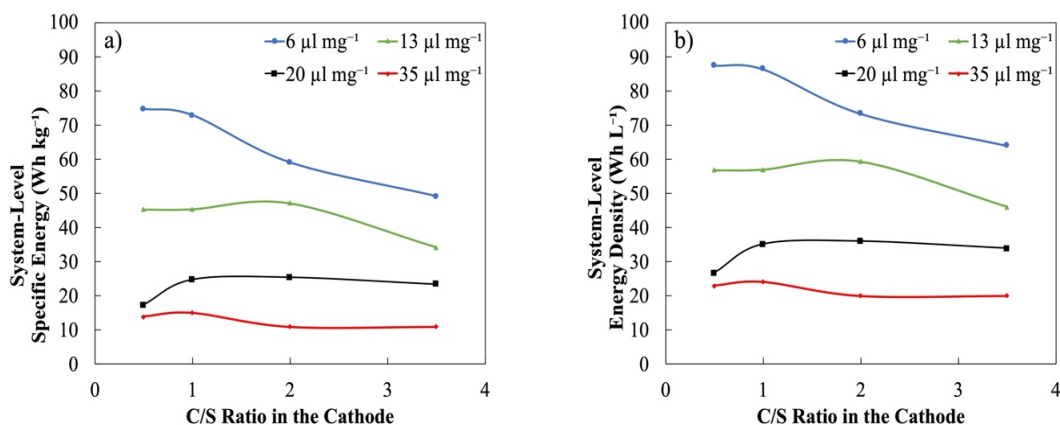 a)
6 µl mg⁻¹ 13 µl mg⁻¹
20 µl mg⁻¹ 35 µl mg⁻¹
System-Level
Specific Energy (Wh kg⁻¹)
100
90
80
70
60
50
40
30
20
10
0
0 1 2 3 4
C/S Ratio in the Cathode
b)
6 µl mg⁻¹ 13 µl mg⁻¹
20 µl mg⁻¹ 35 µl mg⁻¹
System-Level
Energy Density (Wh L⁻¹)
100
90
80
70
60
50
40
30
20
10
0
0 1 2 3 4
C/S Ratio in the Cathode